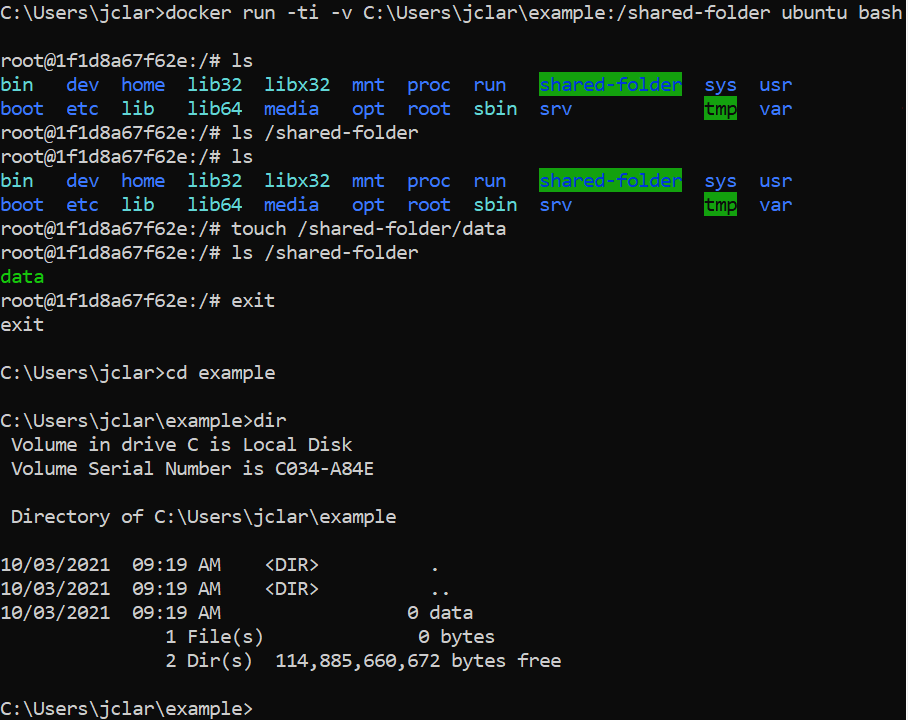 C:\Users\jclar>docker run -ti -v C:\Users\jclar\example:/shared-folder ubuntu bash
root@1f1d8a67f62e:/# ls
bin   dev  home  lib32  libx32  mnt  proc  run   shared-folder  sys  usr
boot  etc  lib   lib64  media   opt  root  sbin  srv            tmp  var
root@1f1d8a67f62e:/# ls /shared-folder
root@1f1d8a67f62e:/# ls
bin   dev  home  lib32  libx32  mnt  proc  run   shared-folder  sys  usr
boot  etc  lib   lib64  media   opt  root  sbin  srv            tmp  var
root@1f1d8a67f62e:/# touch /shared-folder/data
root@1f1d8a67f62e:/# ls /shared-folder
data
root@1f1d8a67f62e:/# exit
exit
C:\Users\jclar>cd example
C:\Users\jclar\example>dir
 Volume in drive C is Local Disk
 Volume Serial Number is C034-A84E
 Directory of C:\Users\jclar\example
10/03/2021  09:19 AM    <DIR>          .
10/03/2021  09:19 AM    <DIR>          ..
10/03/2021  09:19 AM                 0 data
               1 File(s)              0 bytes
               2 Dir(s)  114,885,660,672 bytes free
C:\Users\jclar\example>